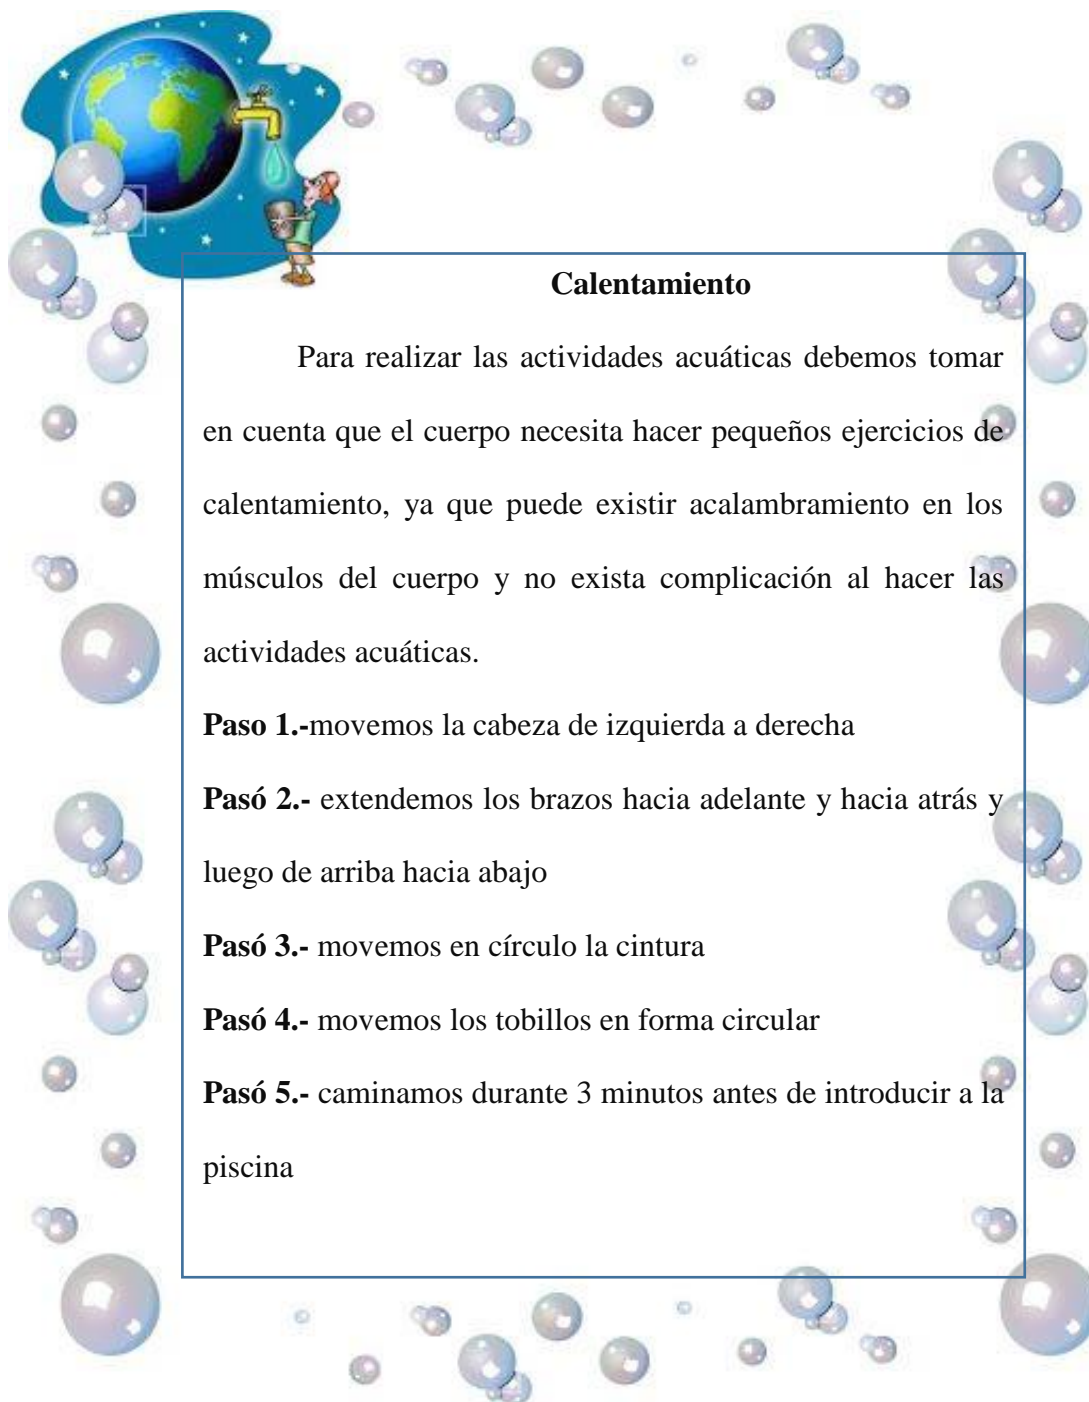 Calentamiento
Para realizar las actividades acuáticas debemos tomar
en cuenta que el cuerpo necesita hacer pequeños ejercicios de
calentamiento, ya que puede existir acalambramiento en los
músculos del cuerpo y no exista complicación al hacer las
actividades acuáticas.
Paso 1.-movemos la cabeza de izquierda a derecha
Pasó 2.- extendemos los brazos hacia adelante y hacia atrás y
luego de arriba hacia abajo
Pasó 3.- movemos en círculo la cintura
Pasó 4.- movemos los tobillos en forma circular
Pasó 5.- caminamos durante 3 minutos antes de introducir a la
piscina